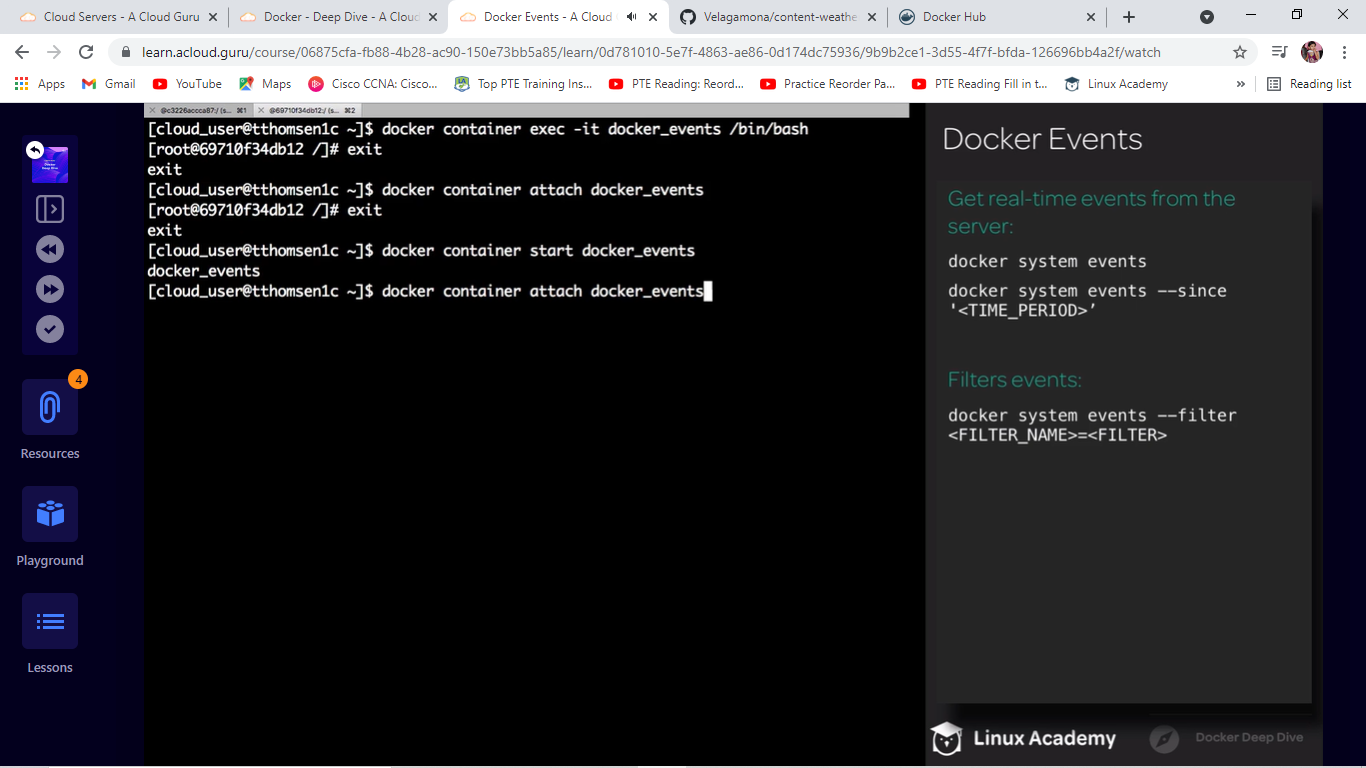 Cloud Servers - A Cloud Guru
Docker - Deep Dive - A Cloud
Docker Events - A Cloud
Velagamona/content-weathe
Docker Hub
learn.acloud.guru/course/06875cfa-fb88-4b28-ac90-150e73bb5a85/learn/0d781010-5e7f-4863-ae86-0d174dc75936/9b9b2ce1-3d55-4f7f-bfda-126696bb4a2f/watch
Apps
Gmail
YouTube
Maps
Cisco CCNA: Cisco...
Top PTE Training Ins...
PTE Reading: Reord...
Practice Reorder Pa...
PTE Reading Fill in t...
Linux Academy
»
Reading list
@c3226accca87:/ (s... ⌘1
@69710f34db12:/ (s... ⌘2
[cloud_user@tthomsen1c ~]$ docker container exec -it docker_events /bin/bash
[root@69710f34db12 /]# exit
exit
[cloud_user@tthomsen1c ~]$ docker container attach docker_events
[root@69710f34db12 /]# exit
exit
[cloud_user@tthomsen1c ~]$ docker container start docker_events
docker_events
[cloud_user@tthomsen1c ~]$ docker container attach docker_events
4
Resources
Playground
Lessons
Docker Events
Get real-time events from the
server:
docker system events
docker system events --since
'<TIME_PERIOD>’
Filters events:
docker system events --filter
<FILTER_NAME>=<FILTER>
Linux Academy
Docker Deep Dive